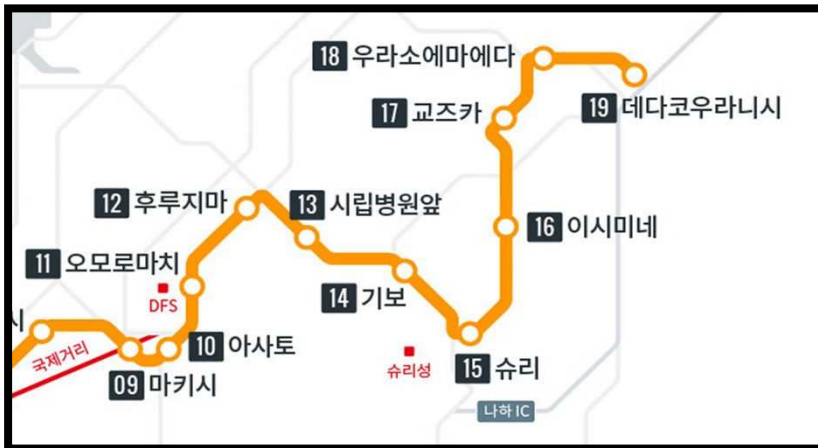 18 우라소에마에다
17 교즈카
19 데다코우라니시
12 후루지마
13 시립병원앞
16 이시미네
11 오모로마치
DFS
14 기보
시
국제거리
10 아사토
슈리성
15 슈리
09 마키시
나하 IC